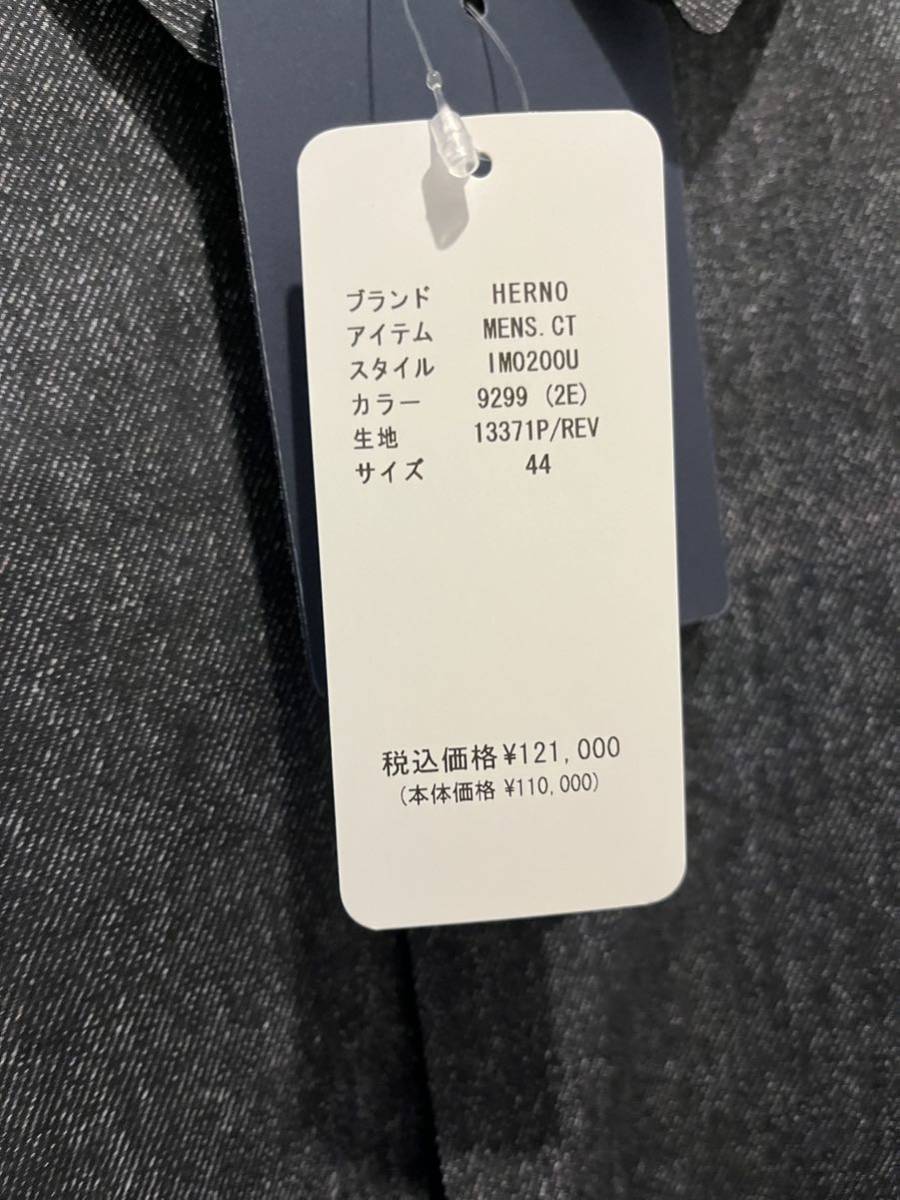 ブランド HERNO
アイテム MENS.CT
スタイル IM0200U
カラー 9299 (2E)
生地 13371P/REV
サイズ 44
税込価格¥121,000
(本体価格 ¥110,000)